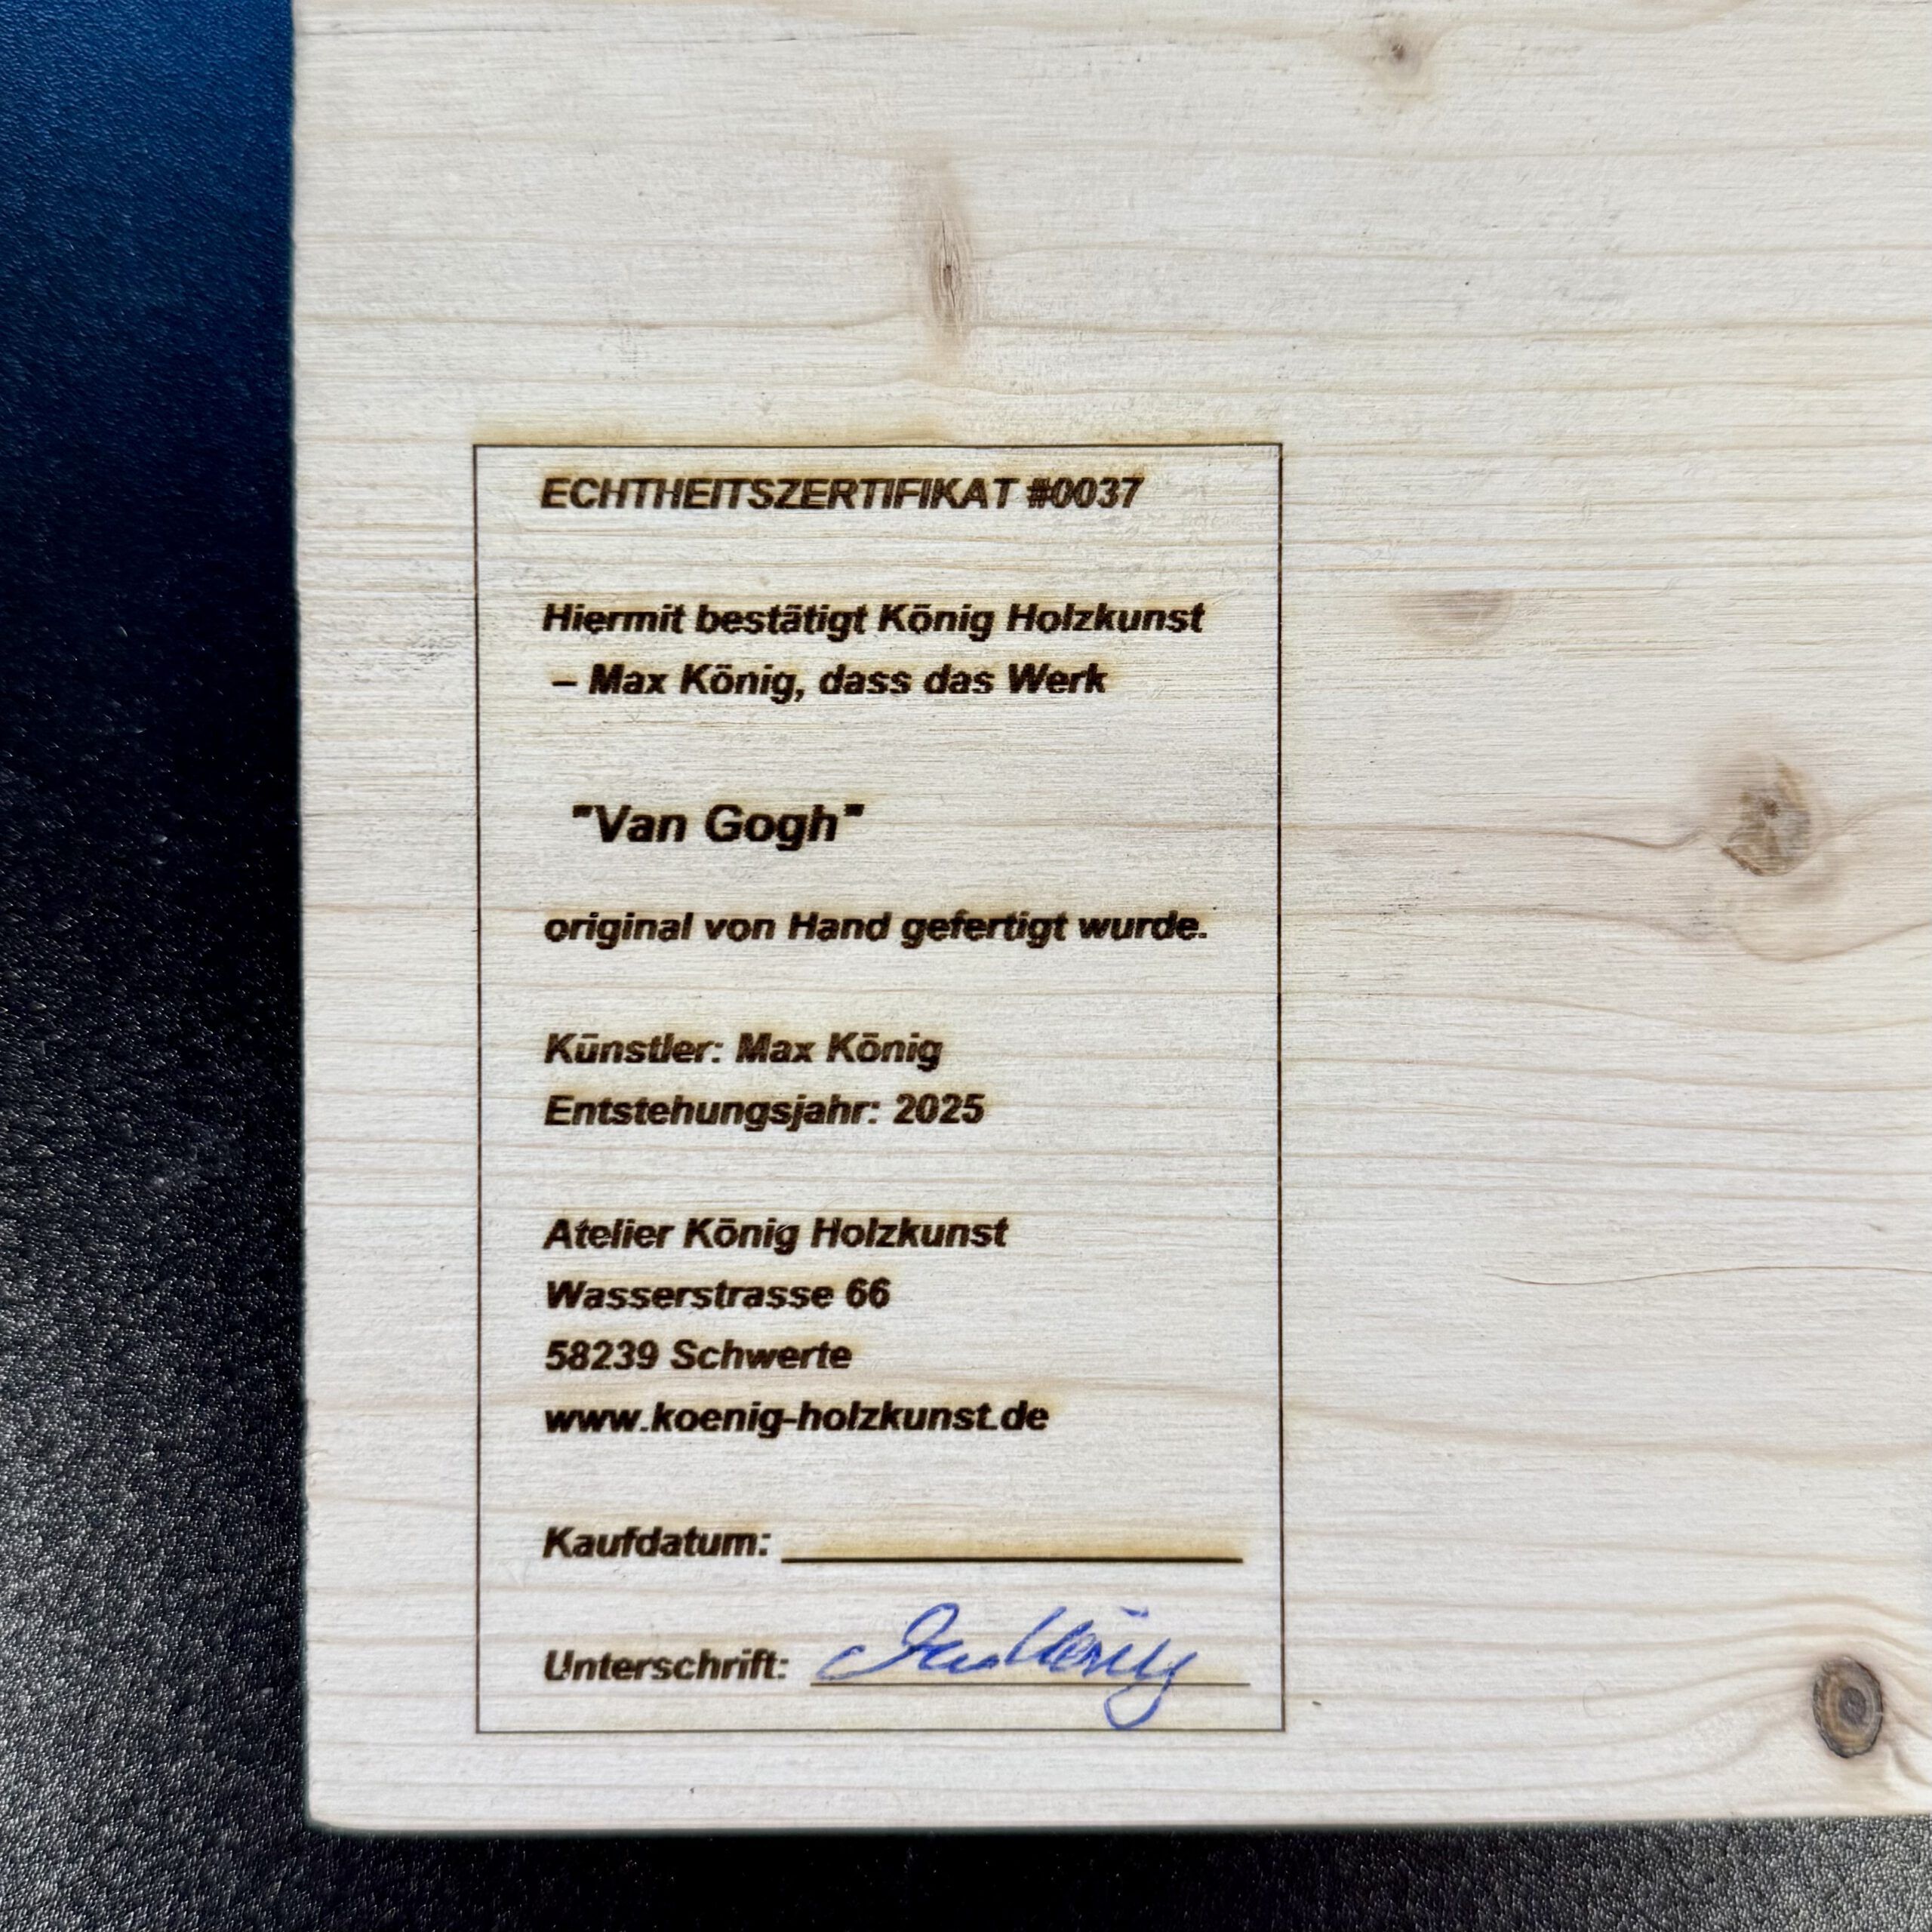 ECHTHEITSZERTIFIKAT #0037
Hiermit bestätigt König Holzkunst
– Max König, dass das Werk
"Van Gogh"
original von Hand gefertigt wurde.
Künstler: Max König
Entstehungsjahr: 2025
Atelier König Holzkunst
Wasserstrasse 66
58239 Schwerte
www.koenig-holzkunst.de
Kaufdatum:
Unterschrift: